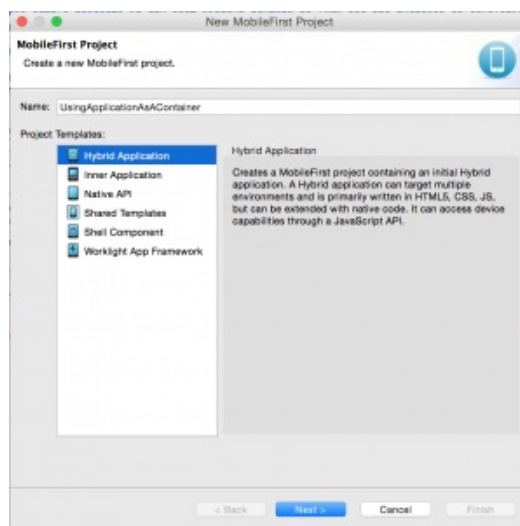 New MobileFirst Project
MobileFirst Project
Create a new MobileFirst project.
Name: UsingApplicationAsAContainer
Project Templates:
Hybrid Application
Inner Application
Native API
Shared Templates
Shell Component
Worklight App Framework
Hybrid Application
Creates a MobileFirst project containing an initial Hybrid
application. A Hybrid application can target multiple
environments and is primarily written in HTML5, CSS, JS,
but can be extended with native code. It can access device
capabilities through a JavaScript API.
< Back
Next >
Cancel
Finish